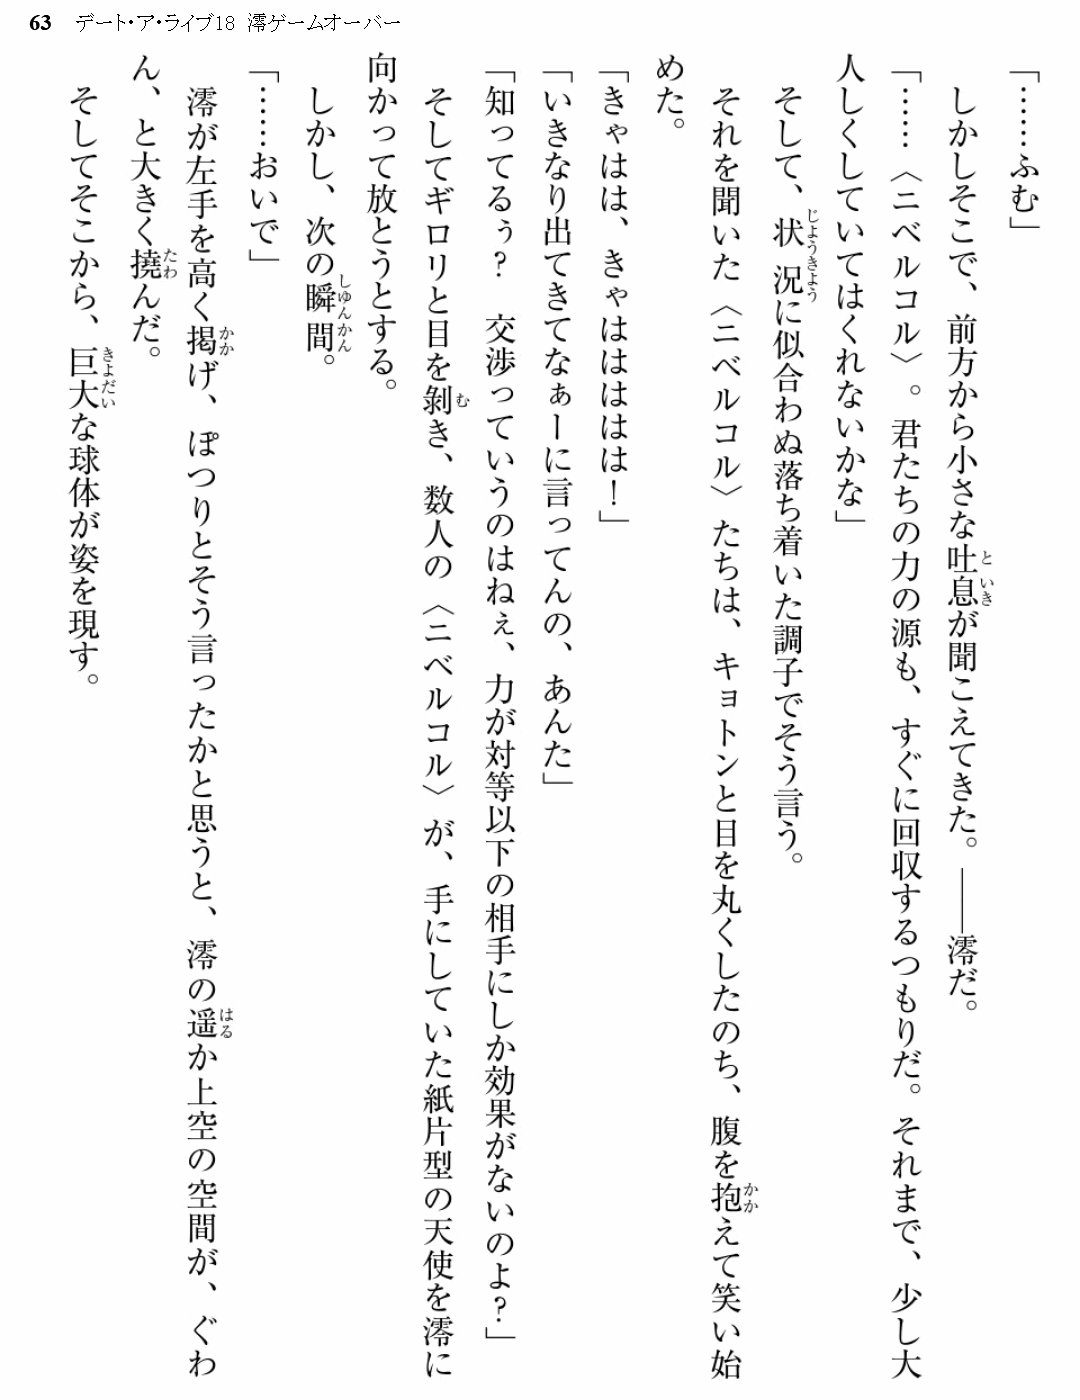 63 デート・ア・ライブ18 澪ゲームオーバー
「……ふむ」
しかしそこで、前方から小さな吐息が聞こえてきた。――澪だ。
「……〈ニベルコル〉。君たちの力の源も、すぐに回収するつもりだ。それまで、少し大
人しくしていてはくれないかな」
そして、状況に似合わぬ落ち着いた調子でそう言う。
それを聞いた〈ニベルコル〉たちは、キョトンと目を丸くしたのち、腹を抱えて笑い始
めた。
「きゃはは、きゃはははは！」
「いきなり出てきてなぁーに言ってんの、あんた」
「知ってるぅ？　交渉っていうのはねぇ、力が対等以下の相手にしか効果がないのよ？」
そしてギロリと目を剝き、数人の〈ニベルコル〉が、手にしていた紙片型の天使を澪に
向かって放とうとする。
しかし、次の瞬間。
「……おいで」
澪が左手を高く掲げ、ぽつりとそう言ったかと思うと、澪の遥か上空の空間が、ぐわ
ん、と大きく撓んだ。
そしてそこから、巨大な球体が姿を現す。